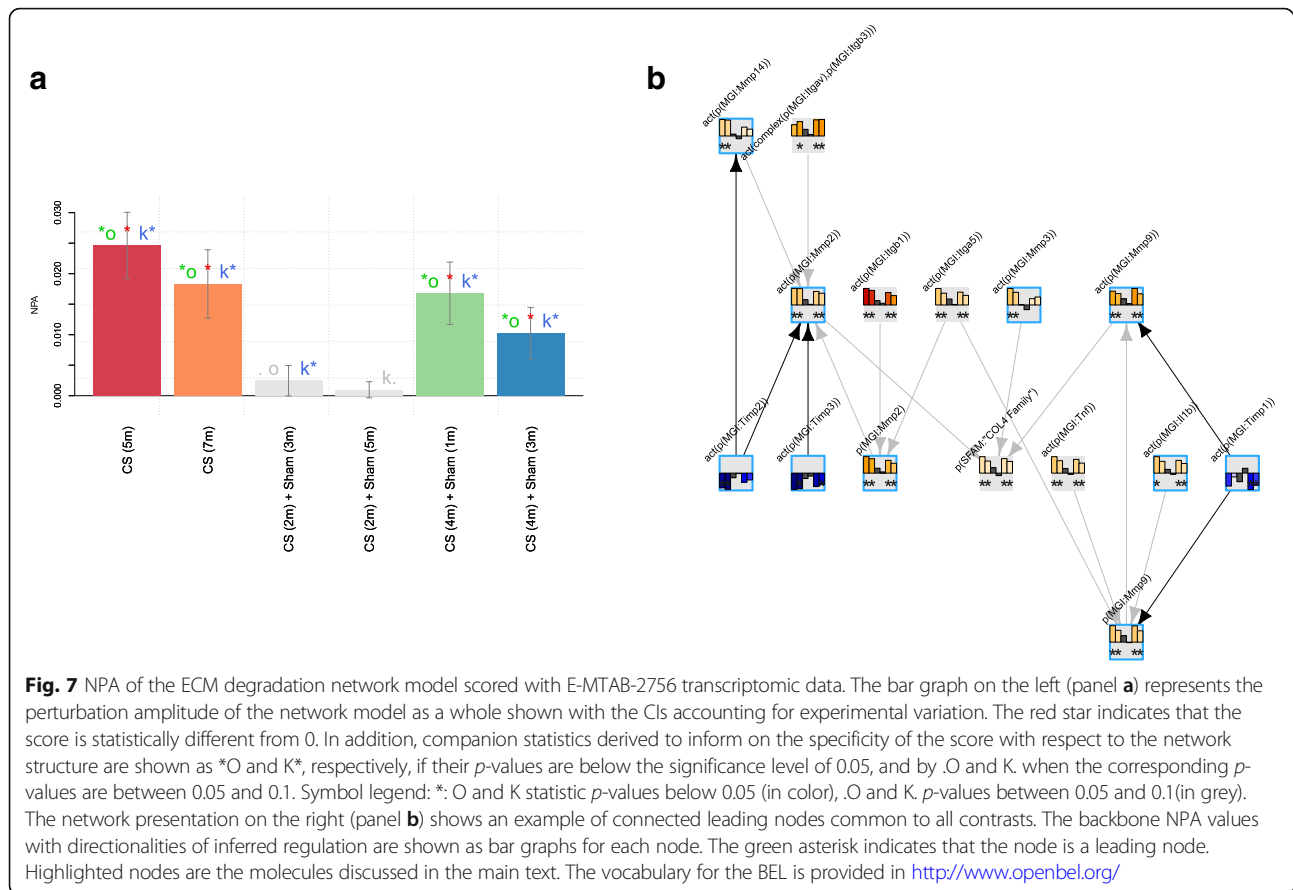 a
b
0.030
0.020
0.010
0.000
NPA
*o * k*
*o * k*
. o k*
k.
*o * k*
*o * k*
CS (5m)
CS (7m)
CS (2m) + Sham (3m)
CS (2m) + Sham (5m)
CS (4m) + Sham (1m)
CS (4m) + Sham (3m)
act(p(MGI:Mmp14))
act(complex(p(MGI:Itgav),p(MGI:Itgb3)))
** * **
act(p(MGI:Mmp2))
act(p(MGI:Itgb1))
act(p(MGI:Itga5))
act(p(MGI:Mmp3))
act(p(MGI:Mmp9))
** ** ** ** ** ** ** ** **
act(p(MGI:Timp2))
act(p(MGI:Timp3))
p(MGI:Mmp2)
p(SFAM:"COL4 Family")
act(p(MGI:Tnf))
act(p(MGI:Il1b))
act(p(MGI:Timp1))
p(MGI:Mmp9)
** **
Fig. 7 NPA of the ECM degradation network model scored with E-MTAB-2756 transcriptomic data. The bar graph on the left (panel a) represents the
perturbation amplitude of the network model as a whole shown with the CIs accounting for experimental variation. The red star indicates that the
score is statistically different from 0. In addition, companion statistics derived to inform on the specificity of the score with respect to the network
structure are shown as *O and K*, respectively, if their p-values are below the significance level of 0.05, and by .O and K. when the corresponding p-
values are between 0.05 and 0.1. Symbol legend: *: O and K statistic p-values below 0.05 (in color), .O and K. p-values between 0.05 and 0.1(in grey).
The network presentation on the right (panel b) shows an example of connected leading nodes common to all contrasts. The backbone NPA values
with directionalities of inferred regulation are shown as bar graphs for each node. The green asterisk indicates that the node is a leading node.
Highlighted nodes are the molecules discussed in the main text. The vocabulary for the BEL is provided in http://www.openbel.org/